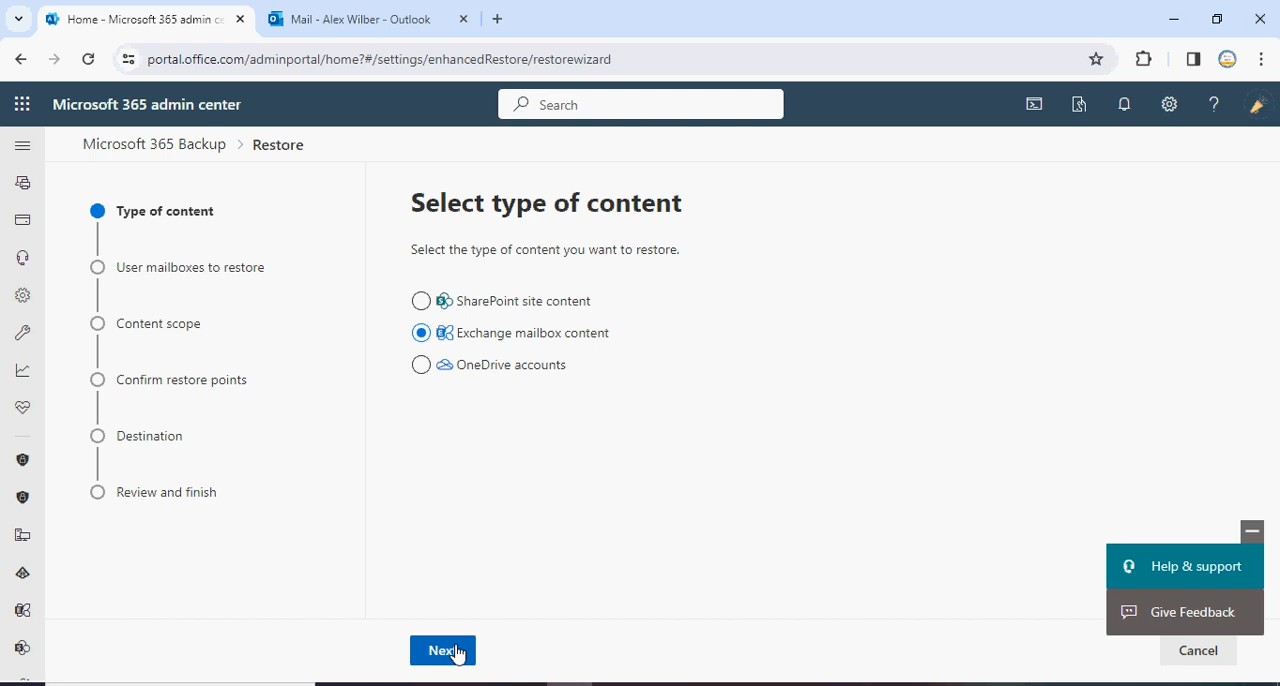 Home - Microsoft 365 admin ce
Mail - Alex Wilber - Outlook
portal.office.com/adminportal/home?#/settings/enhancedRestore/restorewizard
Microsoft 365 admin center
Search
Microsoft 365 Backup > Restore
Type of content
User mailboxes to restore
Content scope
Confirm restore points
Destination
Review and finish
Select type of content
Select the type of content you want to restore.
SharePoint site content
Exchange mailbox content
OneDrive accounts
Help & support
Give Feedback
Next
Cancel